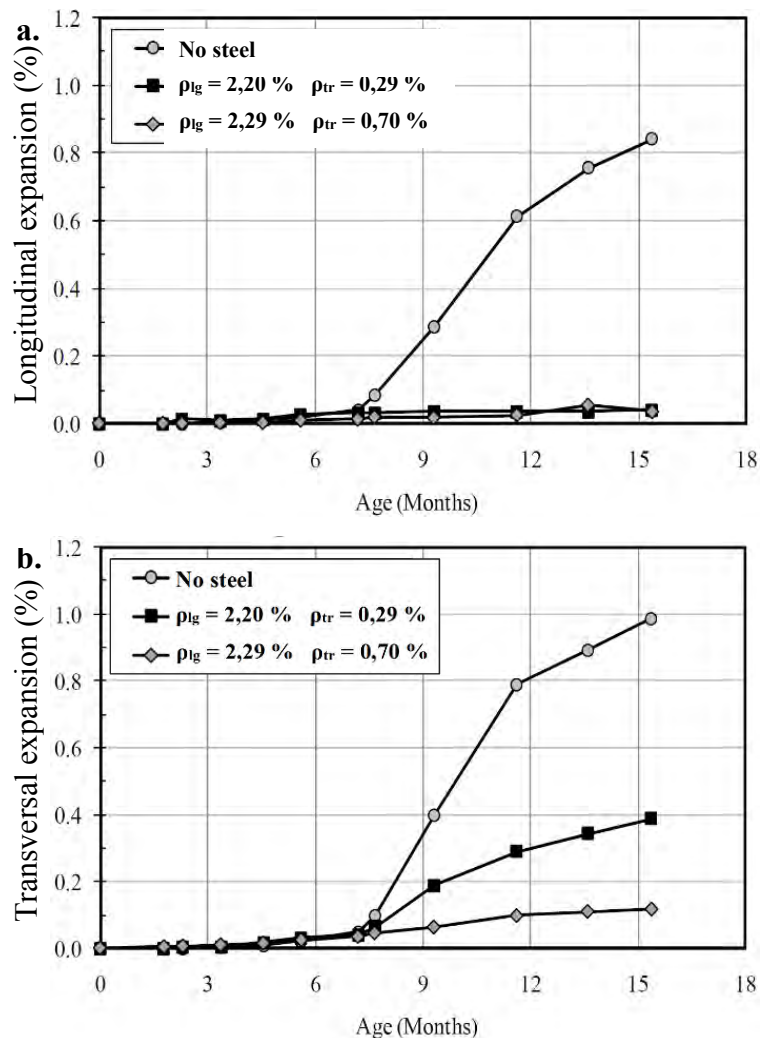 a.
Longitudinal expansion (%)
1.2
1.0
0.8
0.6
0.4
0.2
0.0
No steel
ρlg = 2,20 % ρtr = 0,29 %
ρlg = 2,29 % ρtr = 0,70 %
0 3 6 9 12 15 18
Age (Months)
b.
Transversal expansion (%)
1.2
1.0
0.8
0.6
0.4
0.2
0.0
No steel
ρlg = 2,20 % ρtr = 0,29 %
ρlg = 2,29 % ρtr = 0,70 %
0 3 6 9 12 15 18
Age (Months)